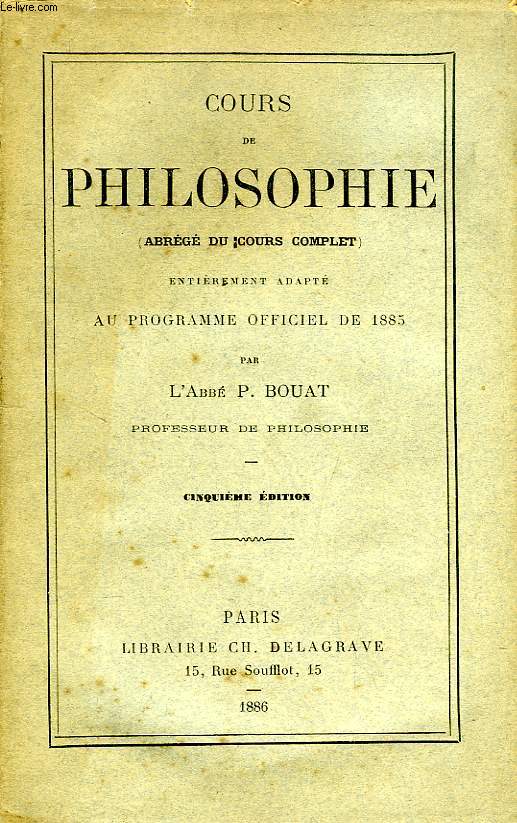 Le-livre.com
COURS
DE
PHILOSOPHIE
(ABRÉGÉ DU COURS COMPLET)
ENTIÈREMENT ADAPTÉ
AU PROGRAMME OFFICIEL DE 1885
PAR
L'ABBÉ P. BOUAT
PROFESSEUR DE PHILOSOPHIE
—
CINQUIÈME ÉDITION
PARIS
LIBRAIRIE CH. DELAGRAVE
15, Rue Soufflot, 15
—
1886